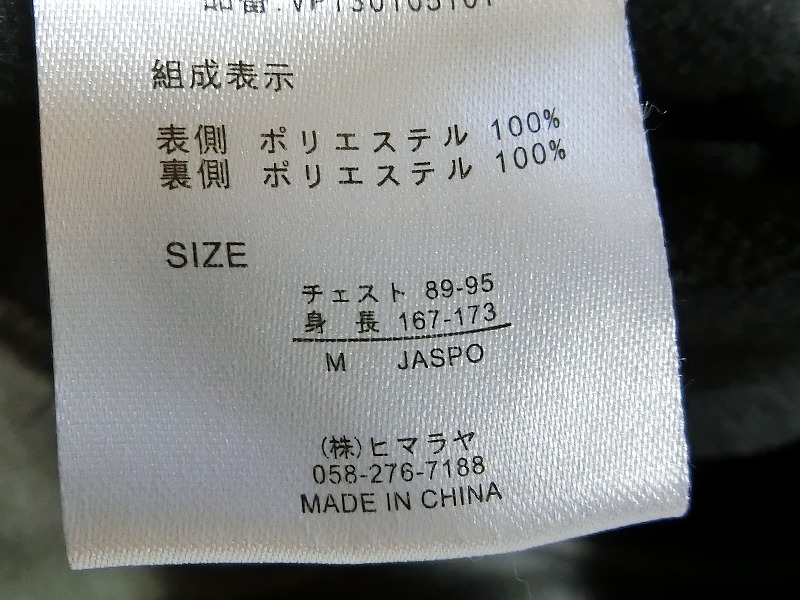 組成表示
表側 ポリエステル 100%
裏側 ポリエステル 100%
SIZE
チェスト 89-95
身長 167-173
M JASPO
(株)ヒマラヤ
058-276-7188
MADE IN CHINA